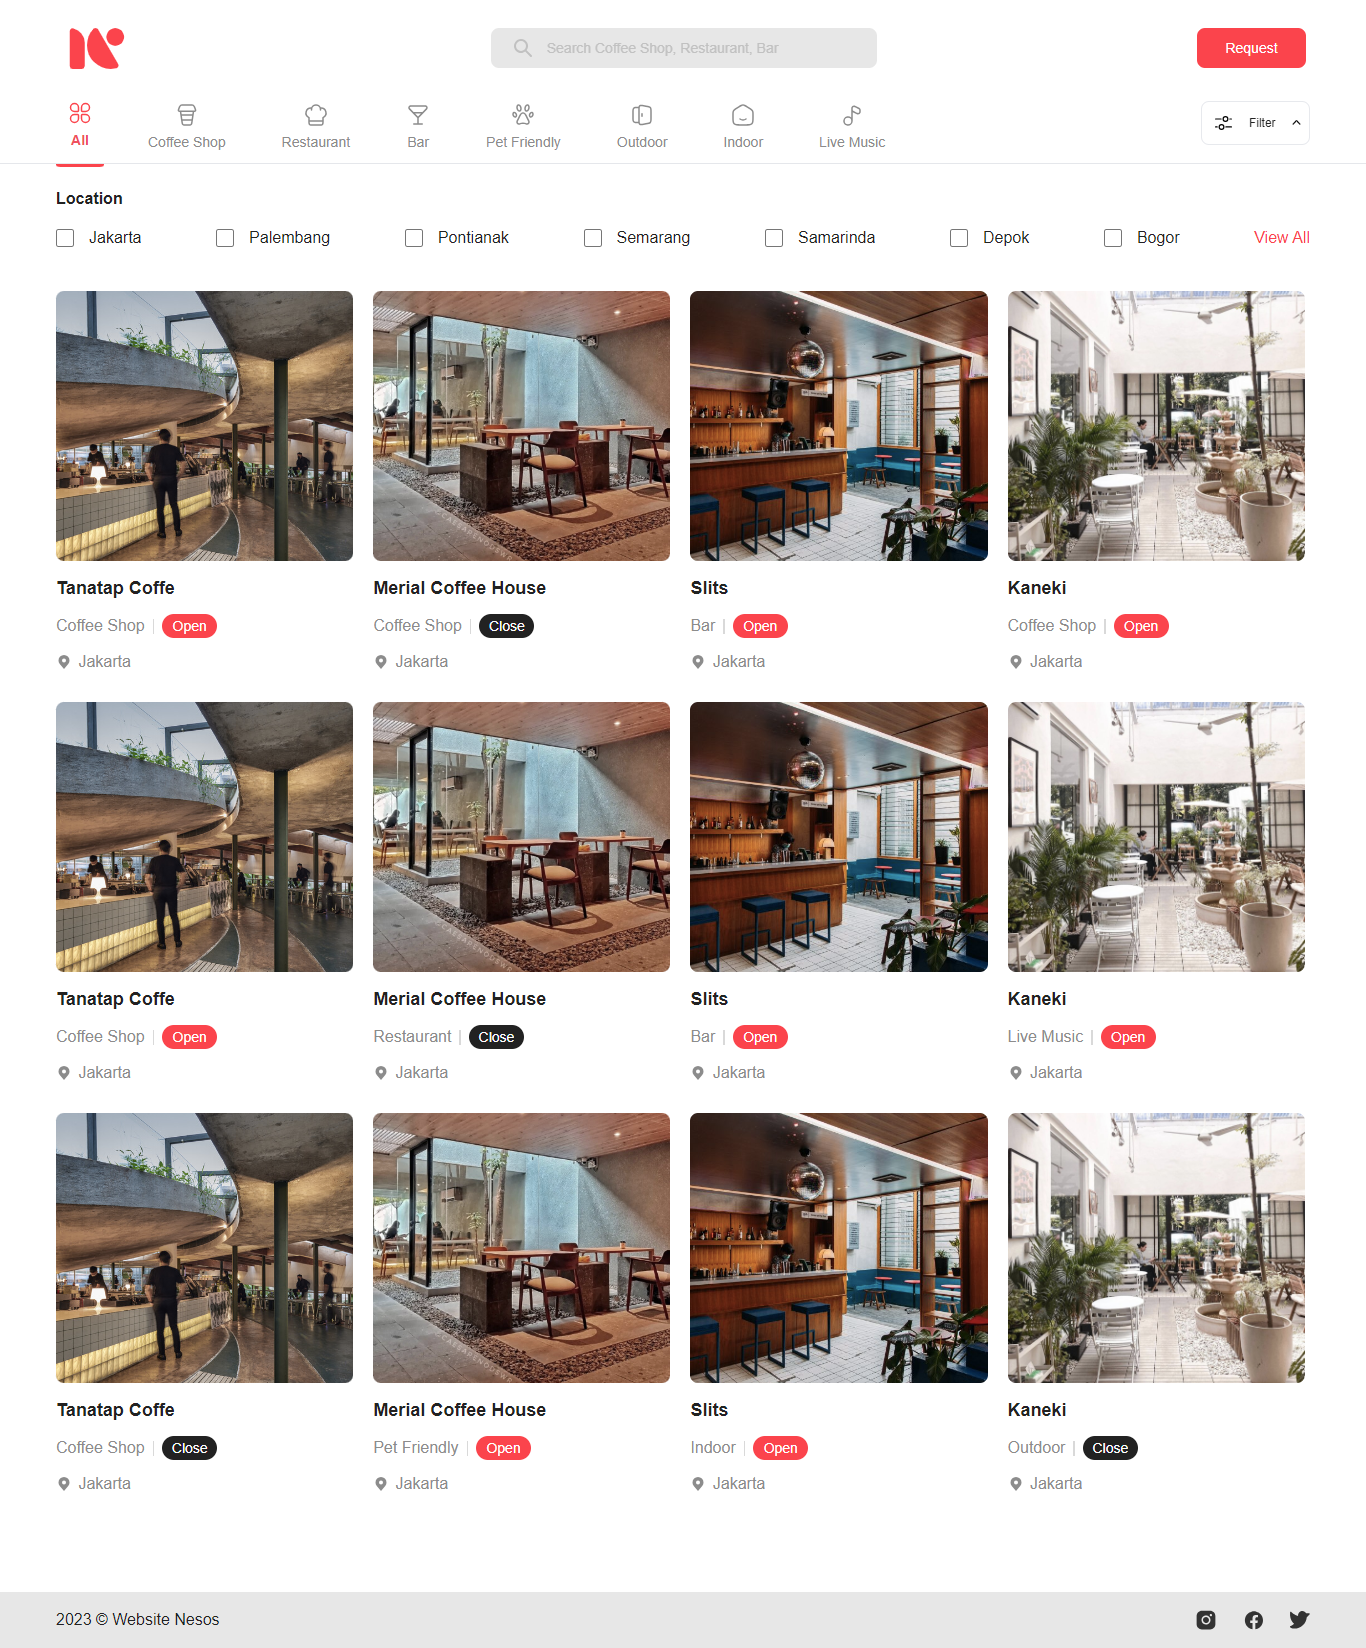 Search Coffee Shop, Restaurant, Bar
Request
All
Coffee Shop
Restaurant
Bar
Pet Friendly
Outdoor
Indoor
Live Music
Filter
Location
Jakarta
Palembang
Pontianak
Semarang
Samarinda
Depok
Bogor
View All
Tanatap Coffe
Coffee Shop | Open
Jakarta
Merial Coffee House
Coffee Shop | Close
Jakarta
Slits
Bar | Open
Jakarta
Kaneki
Coffee Shop | Open
Jakarta
Tanatap Coffe
Coffee Shop | Open
Jakarta
Merial Coffee House
Restaurant | Close
Jakarta
Slits
Bar | Open
Jakarta
Kaneki
Live Music | Open
Jakarta
Tanatap Coffe
Coffee Shop | Close
Jakarta
Merial Coffee House
Pet Friendly | Open
Jakarta
Slits
Indoor | Open
Jakarta
Kaneki
Outdoor | Close
Jakarta
2023 © Website Nesos